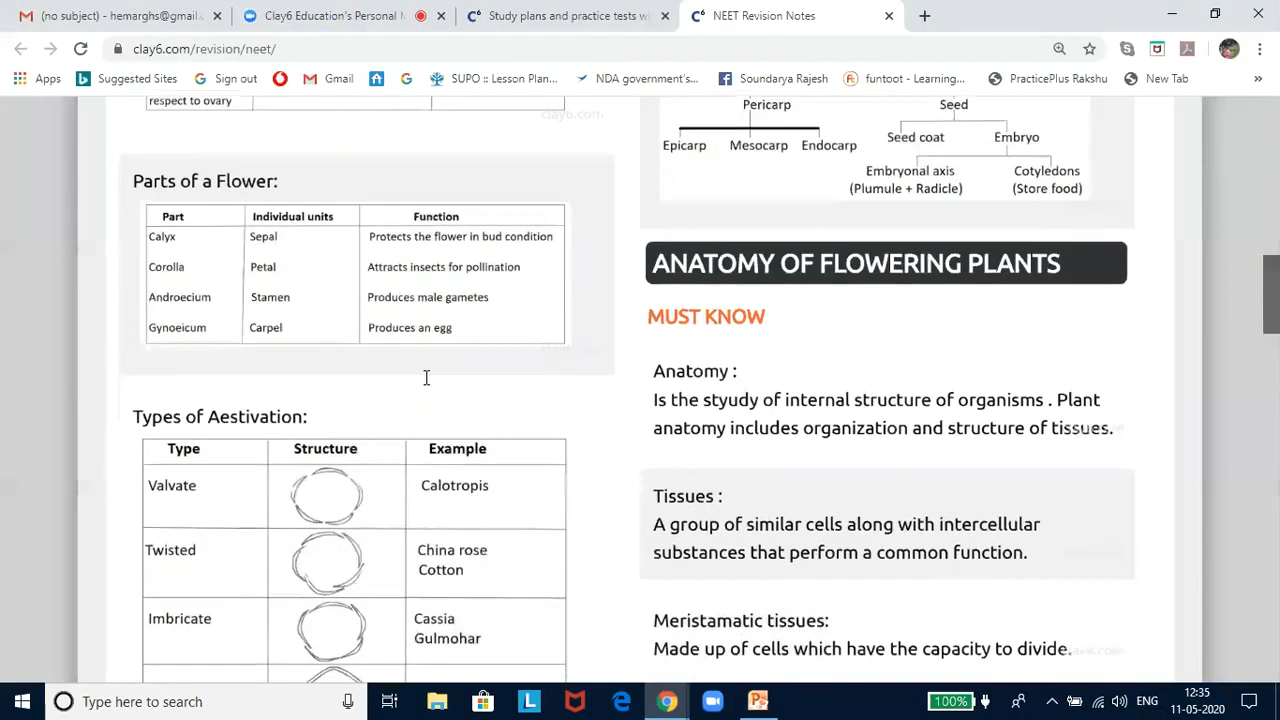 (no subject) - hemarghs@gmail.
Clay6 Education's Personal M
Study plans and practice tests wi
NEET Revision Notes
clay6.com/revision/neet/
Apps
Suggested Sites
Sign out
Gmail
SUPO :: Lesson Plan...
NDA government's...
Soundarya Rajesh
funtoot - Learning...
PracticePlus Rakshu
New Tab
»
respect to ovary
clay6.com
Parts of a Flower:
Part Individual units Function
Calyx Sepal Protects the flower in bud condition
Corolla Petal Attracts insects for pollination
Androecium Stamen Produces male gametes
Gynoeicum Carpel Produces an egg
Types of Aestivation:
Type Structure Example
Valvate Calotropis
Twisted China rose
Cotton
Imbricate Cassia
Gulmohar
Pericarp Seed
Epicarp Mesocarp Endocarp Seed coat Embryo
Embryonal axis Cotyledons
(Plumule + Radicle) (Store food)
ANATOMY OF FLOWERING PLANTS
MUST KNOW
Anatomy :
Is the styudy of internal structure of organisms . Plant
anatomy includes organization and structure of tissues.
Tissues :
A group of similar cells along with intercellular
substances that perform a common function.
Meristamatic tissues:
Made up of cells which have the capacity to divide.
Type here to search
100%
ENG
12:35
11-05-2020